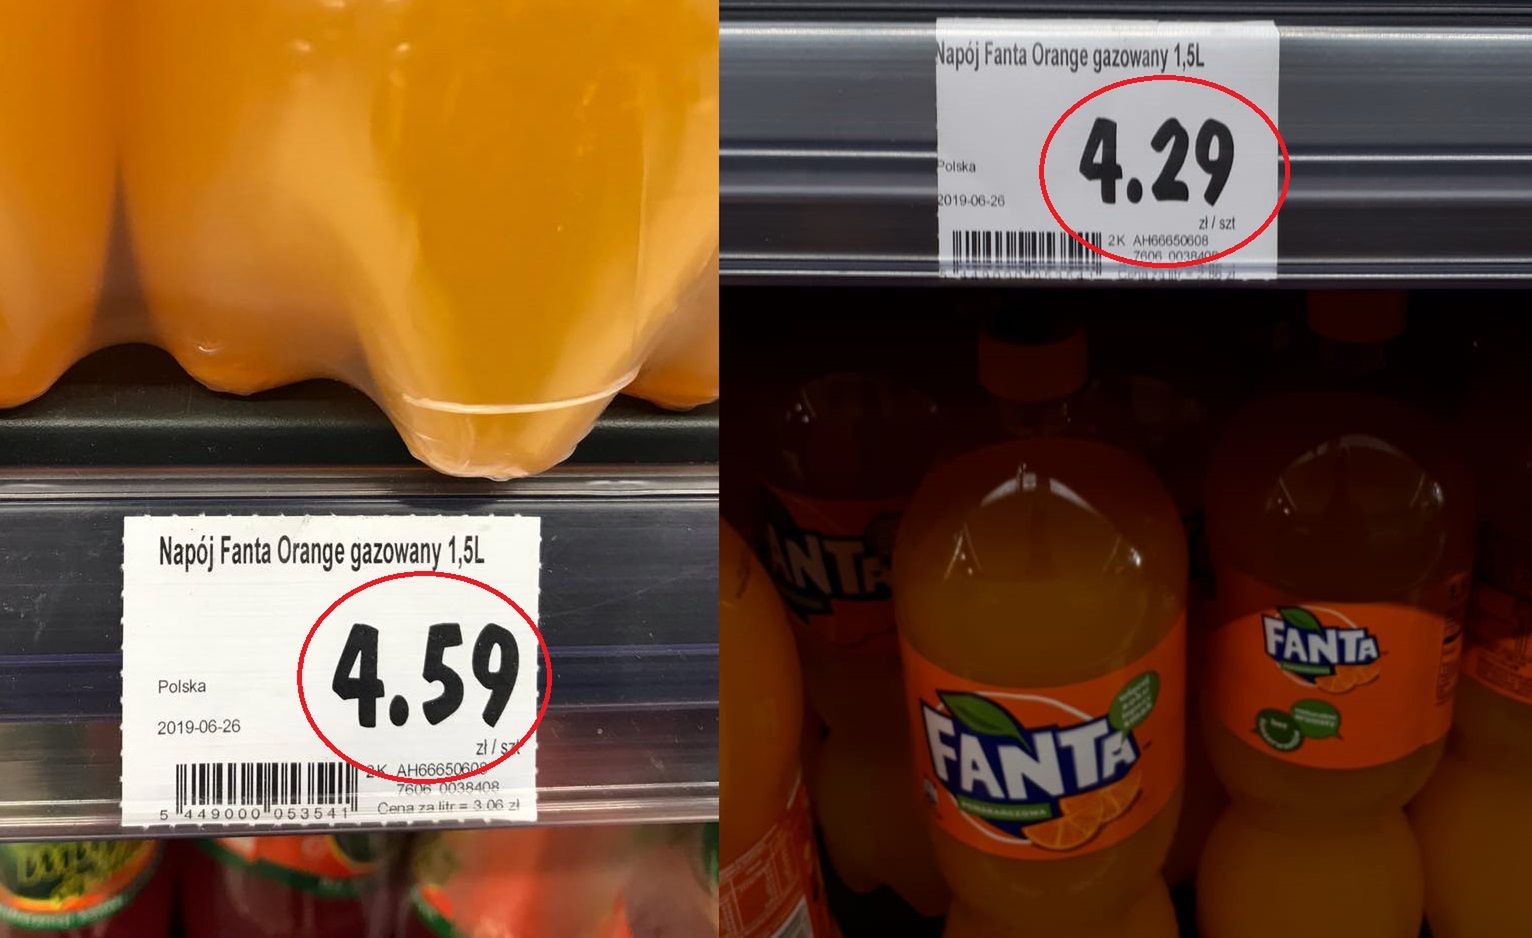 Napój Fanta Orange gazowany 1,5L
4.59
zł / szt
Polska
2019-06-26
2K AH66650608
7606 0038408
Cena za litr = 3.06 zł
5 449000 053541
Napój Fanta Orange gazowany 1,5L
4.29
zł / szt
Polska
2019-06-26
2K AH66650608
7606 0038408
ANTA
FANTA
POMARAŃCZOWA
FANTA